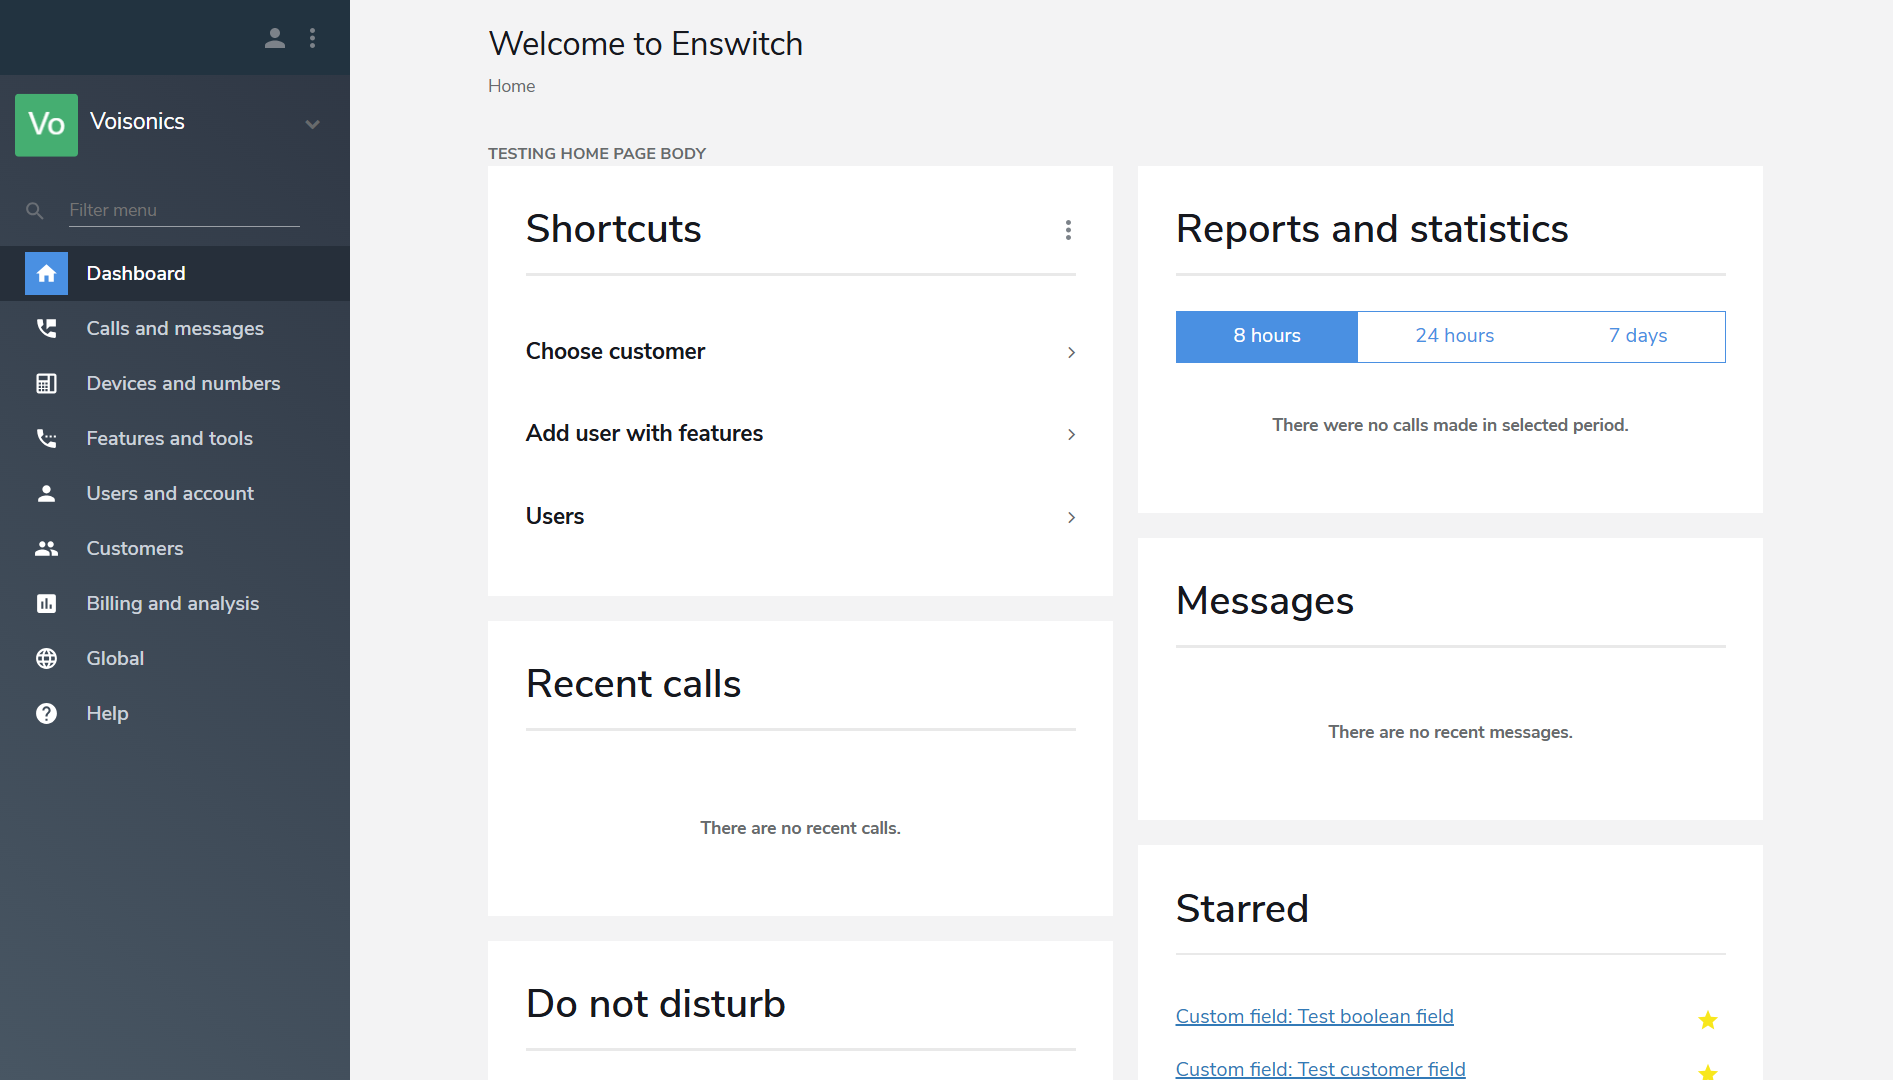 Vo
Voisonics
Filter menu
Dashboard
Calls and messages
Devices and numbers
Features and tools
Users and account
Customers
Billing and analysis
Global
Help
Welcome to Enswitch
Home
TESTING HOME PAGE BODY
Shortcuts
Choose customer
Add user with features
Users
Recent calls
There are no recent calls.
Do not disturb
Reports and statistics
8 hours
24 hours
7 days
There were no calls made in selected period.
Messages
There are no recent messages.
Starred
Custom field: Test boolean field
Custom field: Test customer field